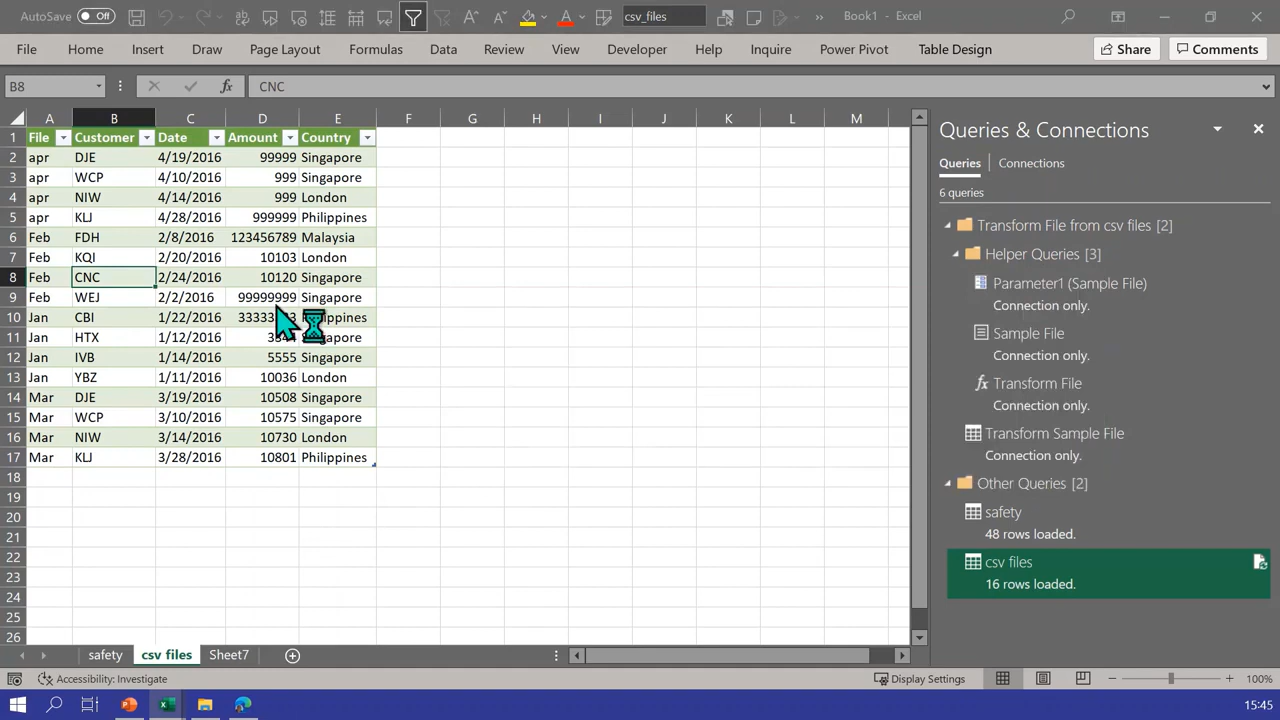 AutoSave Off csv_files Book1 - Excel
File Home Insert Draw Page Layout Formulas Data Review View Developer Help Inquire Power Pivot Table Design Share Comments
B8 fx CNC
A B C D E F G H I J K L M
1 File Customer Date Amount Country
2 apr DJE 4/19/2016 99999 Singapore
3 apr WCP 4/10/2016 999 Singapore
4 apr NIW 4/14/2016 999 London
5 apr KLJ 4/28/2016 999999 Philippines
6 Feb FDH 2/8/2016 123456789 Malaysia
7 Feb KQI 2/20/2016 10103 London
8 Feb CNC 2/24/2016 10120 Singapore
9 Feb WEJ 2/2/2016 99999999 Singapore
10 Jan CBI 1/22/2016
11 Jan HTX 1/12/2016
12 Jan IVB 1/14/2016 5555 Singapore
13 Jan YBZ 1/11/2016 10036 London
14 Mar DJE 3/19/2016 10508 Singapore
15 Mar WCP 3/10/2016 10575 Singapore
16 Mar NIW 3/14/2016 10730 London
17 Mar KLJ 3/28/2016 10801 Philippines
18
19
20
21
22
23
24
25
26
Queries & Connections
Queries Connections
6 queries
Transform File from csv files [2]
Helper Queries [3]
Parameter1 (Sample File)
Connection only.
Sample File
Connection only.
fx Transform File
Connection only.
Transform Sample File
Connection only.
Other Queries [2]
safety
48 rows loaded.
csv files
16 rows loaded.
safety csv files Sheet7
Accessibility: Investigate Display Settings 100%
15:45